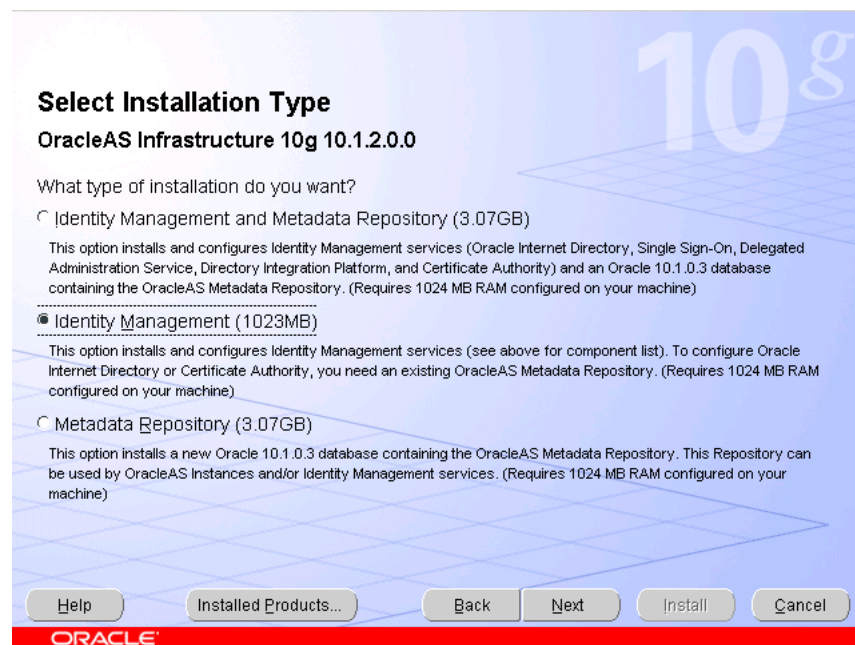 10g
Select Installation Type
OracleAS Infrastructure 10g 10.1.2.0.0
What type of installation do you want?
Identity Management and Metadata Repository (3.07GB)
This option installs and configures Identity Management services (Oracle Internet Directory, Single Sign-On, Delegated
Administration Service, Directory Integration Platform, and Certificate Authority) and an Oracle 10.1.0.3 database
containing the OracleAS Metadata Repository. (Requires 1024 MB RAM configured on your machine)
Identity Management (1023MB)
This option installs and configures Identity Management services (see above for component list). To configure Oracle
Internet Directory or Certificate Authority, you need an existing OracleAS Metadata Repository. (Requires 1024 MB RAM
configured on your machine)
Metadata Repository (3.07GB)
This option installs a new Oracle 10.1.0.3 database containing the OracleAS Metadata Repository. This Repository can
be used by OracleAS Instances and/or Identity Management services. (Requires 1024 MB RAM configured on your
machine)
Help Installed Products... Back Next Install Cancel
ORACLE